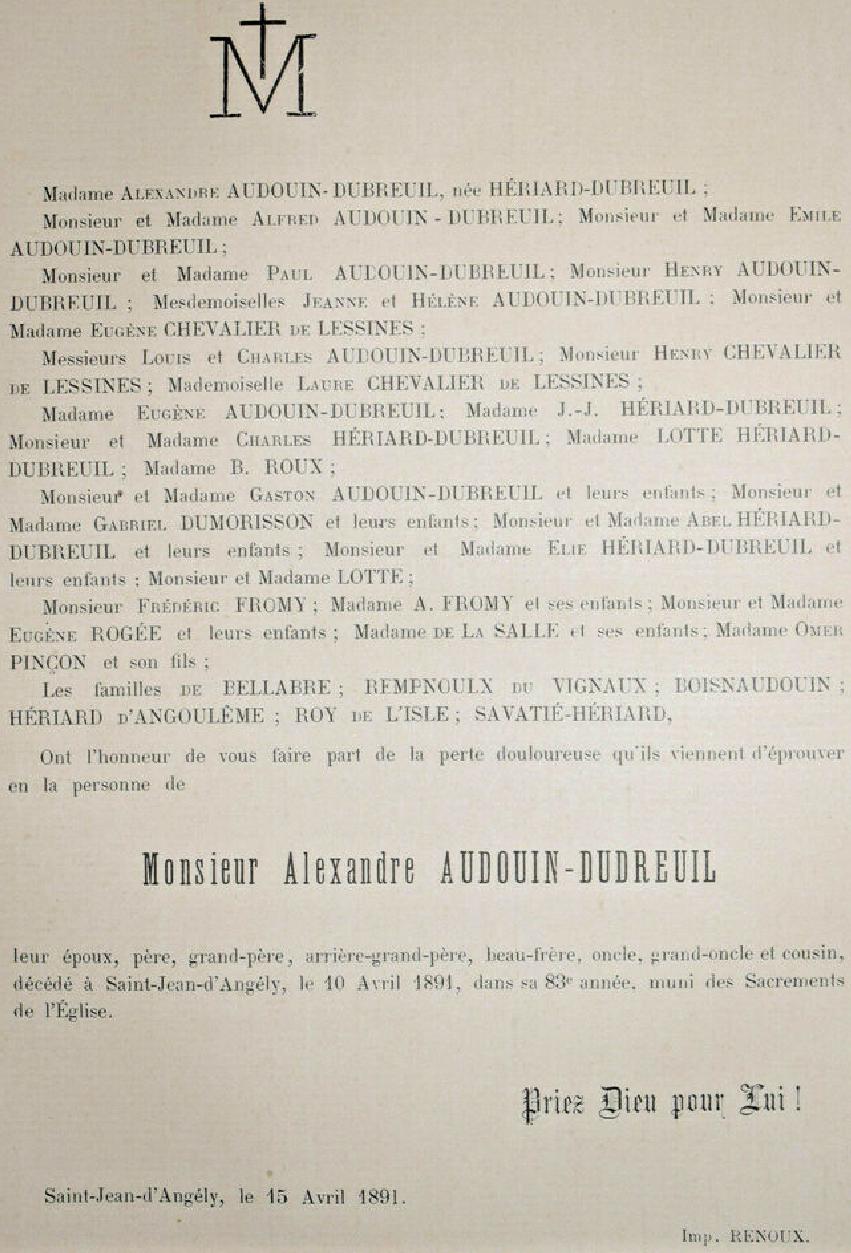 M
Madame ALEXANDRE AUDOUIN-DUBREUIL, née HÉRIARD-DUBREUIL ;
Monsieur et Madame ALFRED AUDOUIN - DUBREUIL ; Monsieur et Madame EMILE
AUDOUIN-DUBREUIL ;
Monsieur et Madame PAUL AUDOUIN-DUBREUIL ; Monsieur HENRY AUDOUIN-
DUBREUIL ; Mesdemoiselles JEANNE et HÉLÈNE AUDOUIN-DUBREUIL ; Monsieur et
Madame EUGÈNE CHEVALIER DE LESSINES ;
Messieurs LOUIS et CHARLES AUDOUIN-DUBREUIL ; Monsieur HENRY CHEVALIER
DE LESSINES ; Mademoiselle LAURE CHEVALIER DE LESSINES ;
Madame EUGÈNE AUDOUIN-DUBREUIL ; Madame J.-J. HÉRIARD-DUBREUIL ;
Monsieur et Madame CHARLES HÉRIARD-DUBREUIL ; Madame LOTTE HÉRIARD-
DUBREUIL ; Madame B. ROUX ;
Monsieur et Madame GASTON AUDOUIN-DUBREUIL et leurs enfants ; Monsieur et
Madame GABRIEL DUMORISSON et leurs enfants ; Monsieur et Madame ABEL HÉRIARD-
DUBREUIL et leurs enfants ; Monsieur et Madame ELIE HÉRIARD-DUBREUIL et
leurs enfants ; Monsieur et Madame LOTTE ;
Monsieur FRÉDÉRIC FROMY ; Madame A. FROMY et ses enfants ; Monsieur et Madame
EUGÈNE ROGÉE et leurs enfants ; Madame DE LA SALLE et ses enfants ; Madame OMER
PINÇON et son fils ;
Les familles DE BELLABRE ; REMPNOULX DU VIGNAUX ; BOISNAUDOUIN ;
HÉRIARD D'ANGOULÊME ; ROY DE L'ISLE ; SAVATIÉ-HÉRIARD,
Ont l'honneur de vous faire part de la perte douloureuse qu'ils viennent d'éprouver
en la personne de
Monsieur Alexandre AUDOUIN-DUDREUIL
leur époux, père, grand-père, arrière-grand-père, beau-frère, oncle, grand-oncle et cousin,
décédé à Saint-Jean-d'Angély, le 10 Avril 1891, dans sa 83e année, muni des Sacrements
de l'Église.
Priez Dieu pour Lui !
Saint-Jean-d'Angély, le 15 Avril 1891.
Imp. RENOUX.